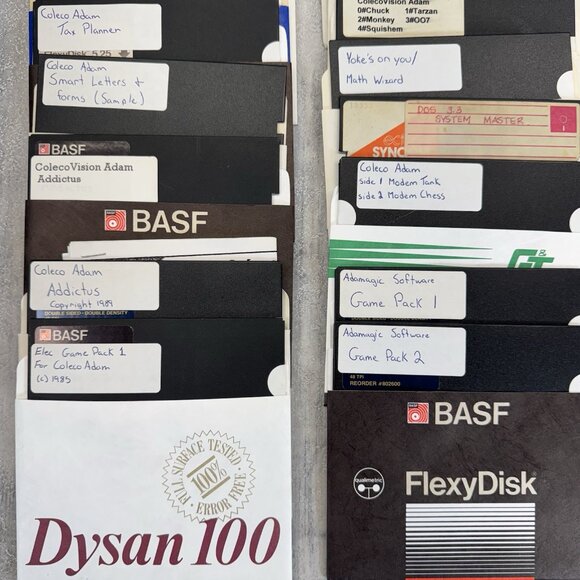 Coleco Adam
Tax Planner
FlexyDisk 5.25
Coleco Adam
Smart Letters &
forms (Sample)
BASF
ColecoVision Adam
Addictus
BASF
Coleco Adam
Addictus
Copyright 1989
DOUBLE SIDED - DOUBLE DENSITY
BASF
Elec Game Pack 1
For Coleco Adam
(c) 1985
FULL SURFACE TESTED
100%
ERROR FREE
Dysan 100
ColecoVision Adam
0#Chuck 1#Tarzan
2#Monkey 3#OO7
4#Squishem
Yoke's on you/
Math Wizard
DOS 3.3
SYSTEM MASTER
SYNC
Coleco Adam
side 1 Modem Tank
side 2 Modem Chess
Adamagic Software
Game Pack 1
Adamagic Software
Game Pack 2
48 TPI
REORDER #802600
BASF
qualimetric
FlexyDisk